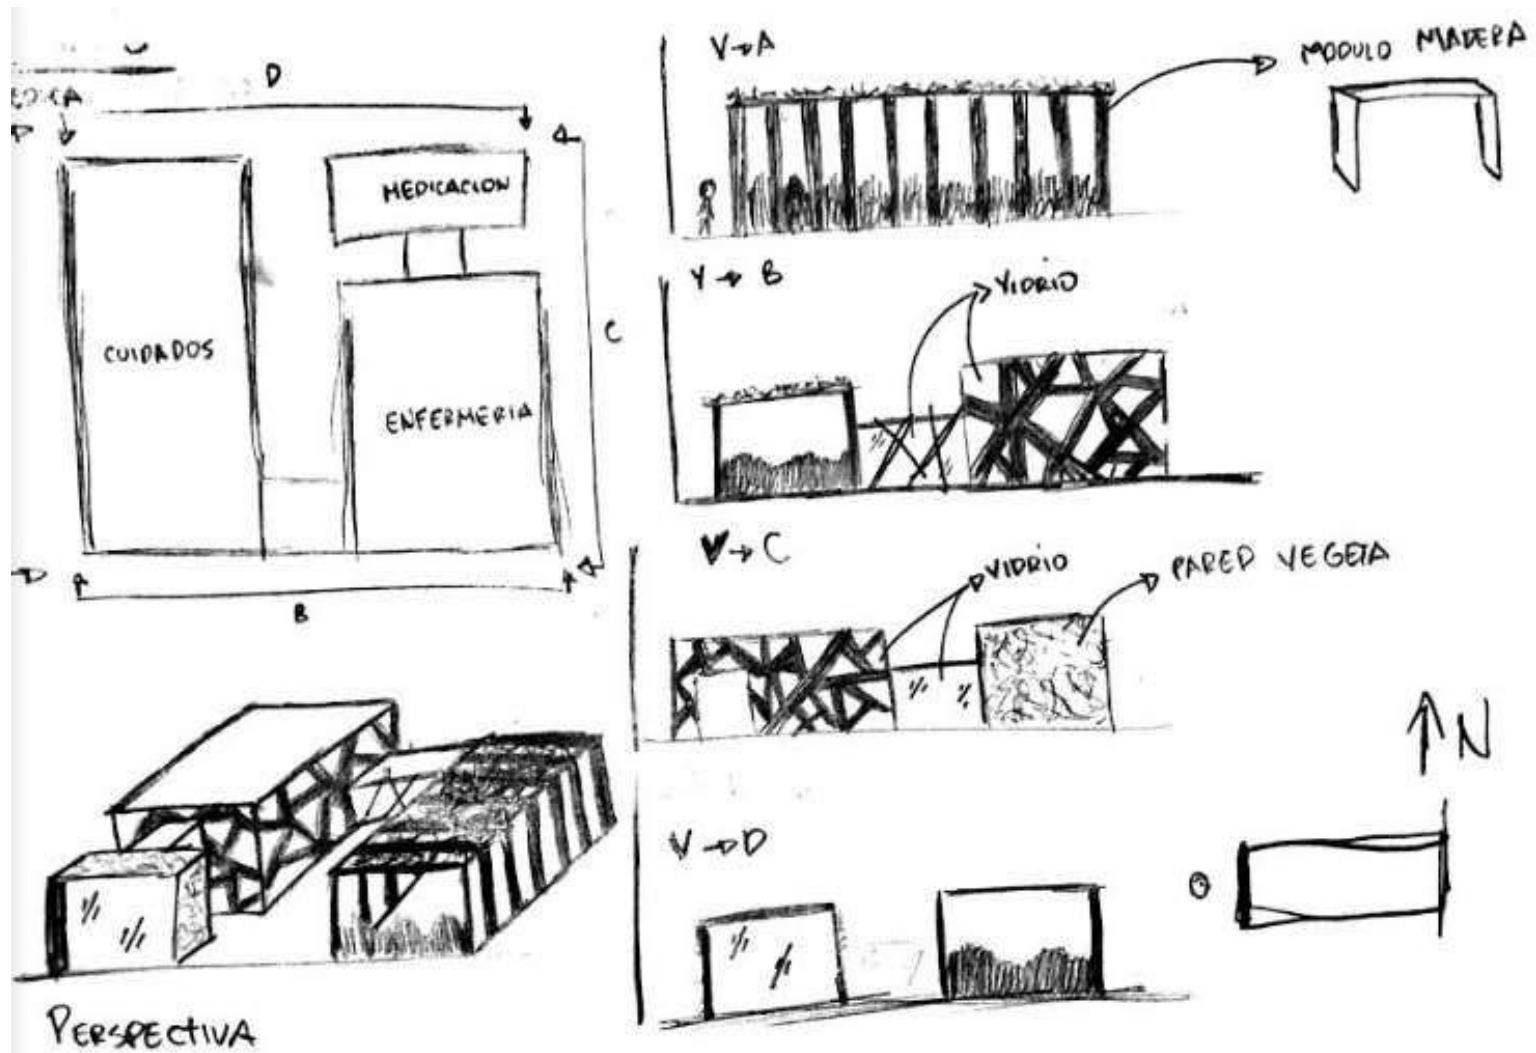 D
MEDICACION
CUIDADOS
C
ENFERMERIA
B
PERSPECTIVA
V→A
MODULO MADERA
V→B
VIDRIO
V→C
VIDRIO
PARED VEGETA
V→D
↑N